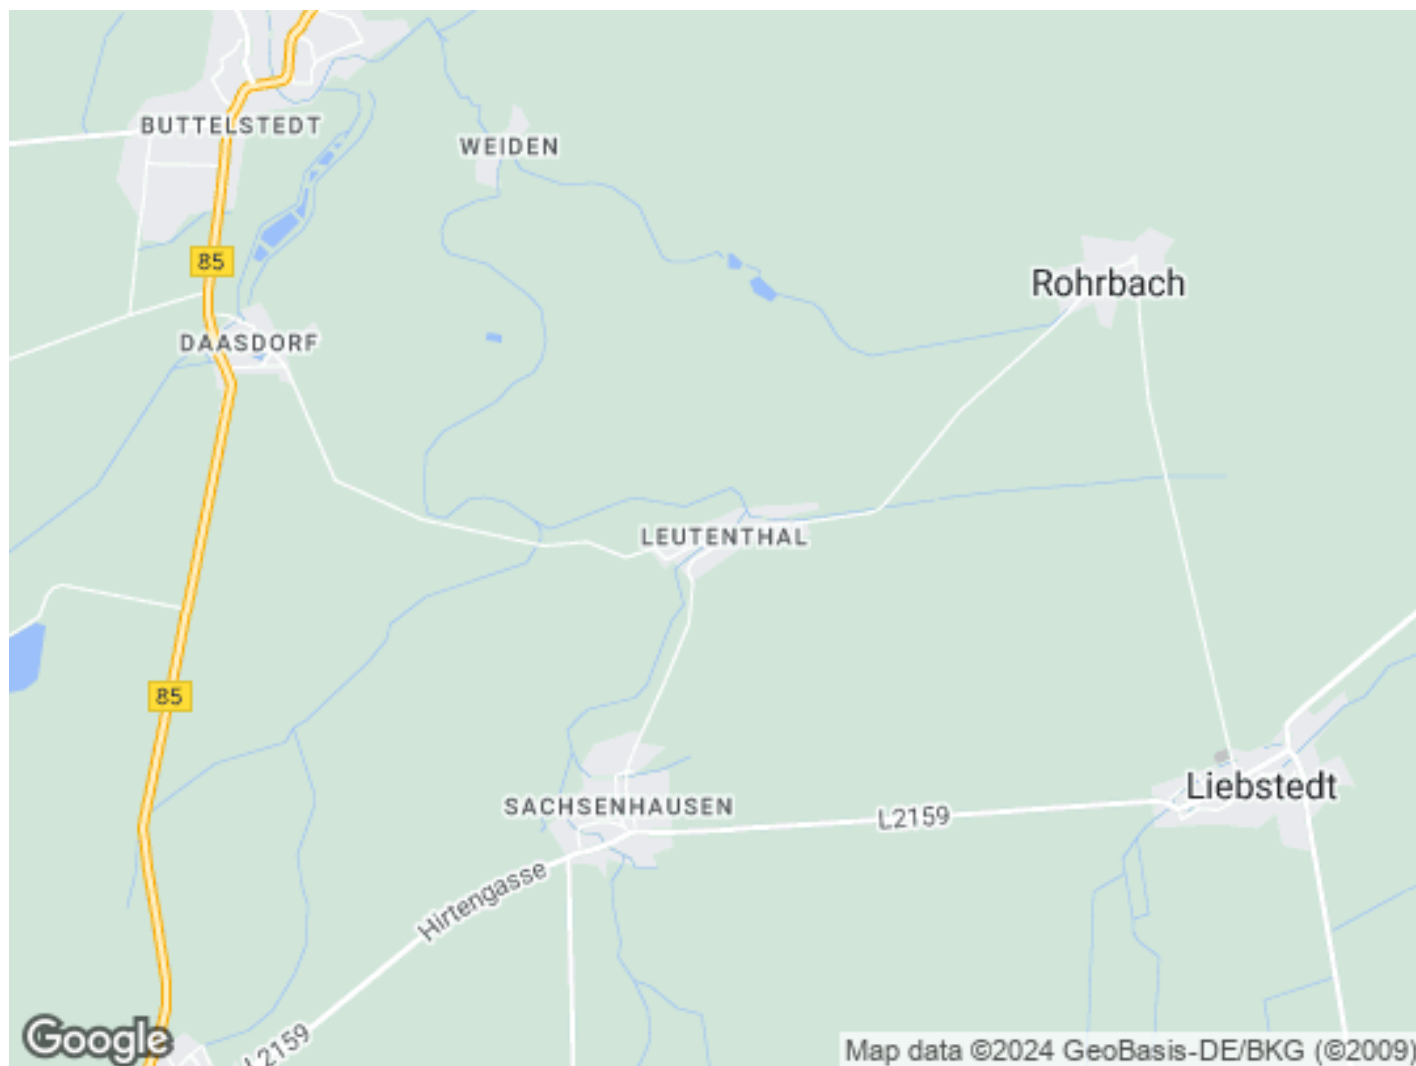 BUTTELSTEDT
WEIDEN
85
Rohrbach
DAASDORF
LEUTENTHAL
85
Liebstedt
SACHSENHAUSEN
L2159
Hirtengasse
L2159
Google
Map data ©2024 GeoBasis-DE/BKG (©2009)